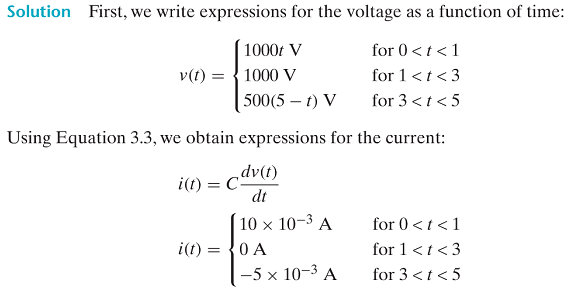 Solution First, we write expressions for the voltage as a function of time:
v(t) = { 1000t V for 0 < t < 1
1000 V for 1 < t < 3
500(5 − t) V for 3 < t < 5
Using Equation 3.3, we obtain expressions for the current:
i(t) = C dv(t)/dt
i(t) = { 10 × 10⁻³ A for 0 < t < 1
0 A for 1 < t < 3
−5 × 10⁻³ A for 3 < t < 5